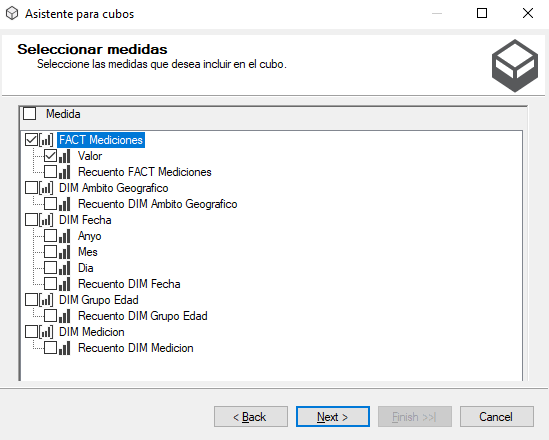 Asistente para cubos
Seleccionar medidas
Seleccione las medidas que desea incluir en el cubo.
Medida
FACT Mediciones
Valor
Recuento FACT Mediciones
DIM Ambito Geografico
Recuento DIM Ambito Geografico
DIM Fecha
Anyo
Mes
Dia
Recuento DIM Fecha
DIM Grupo Edad
Recuento DIM Grupo Edad
DIM Medicion
Recuento DIM Medicion
< Back Next > Finish >>| Cancel